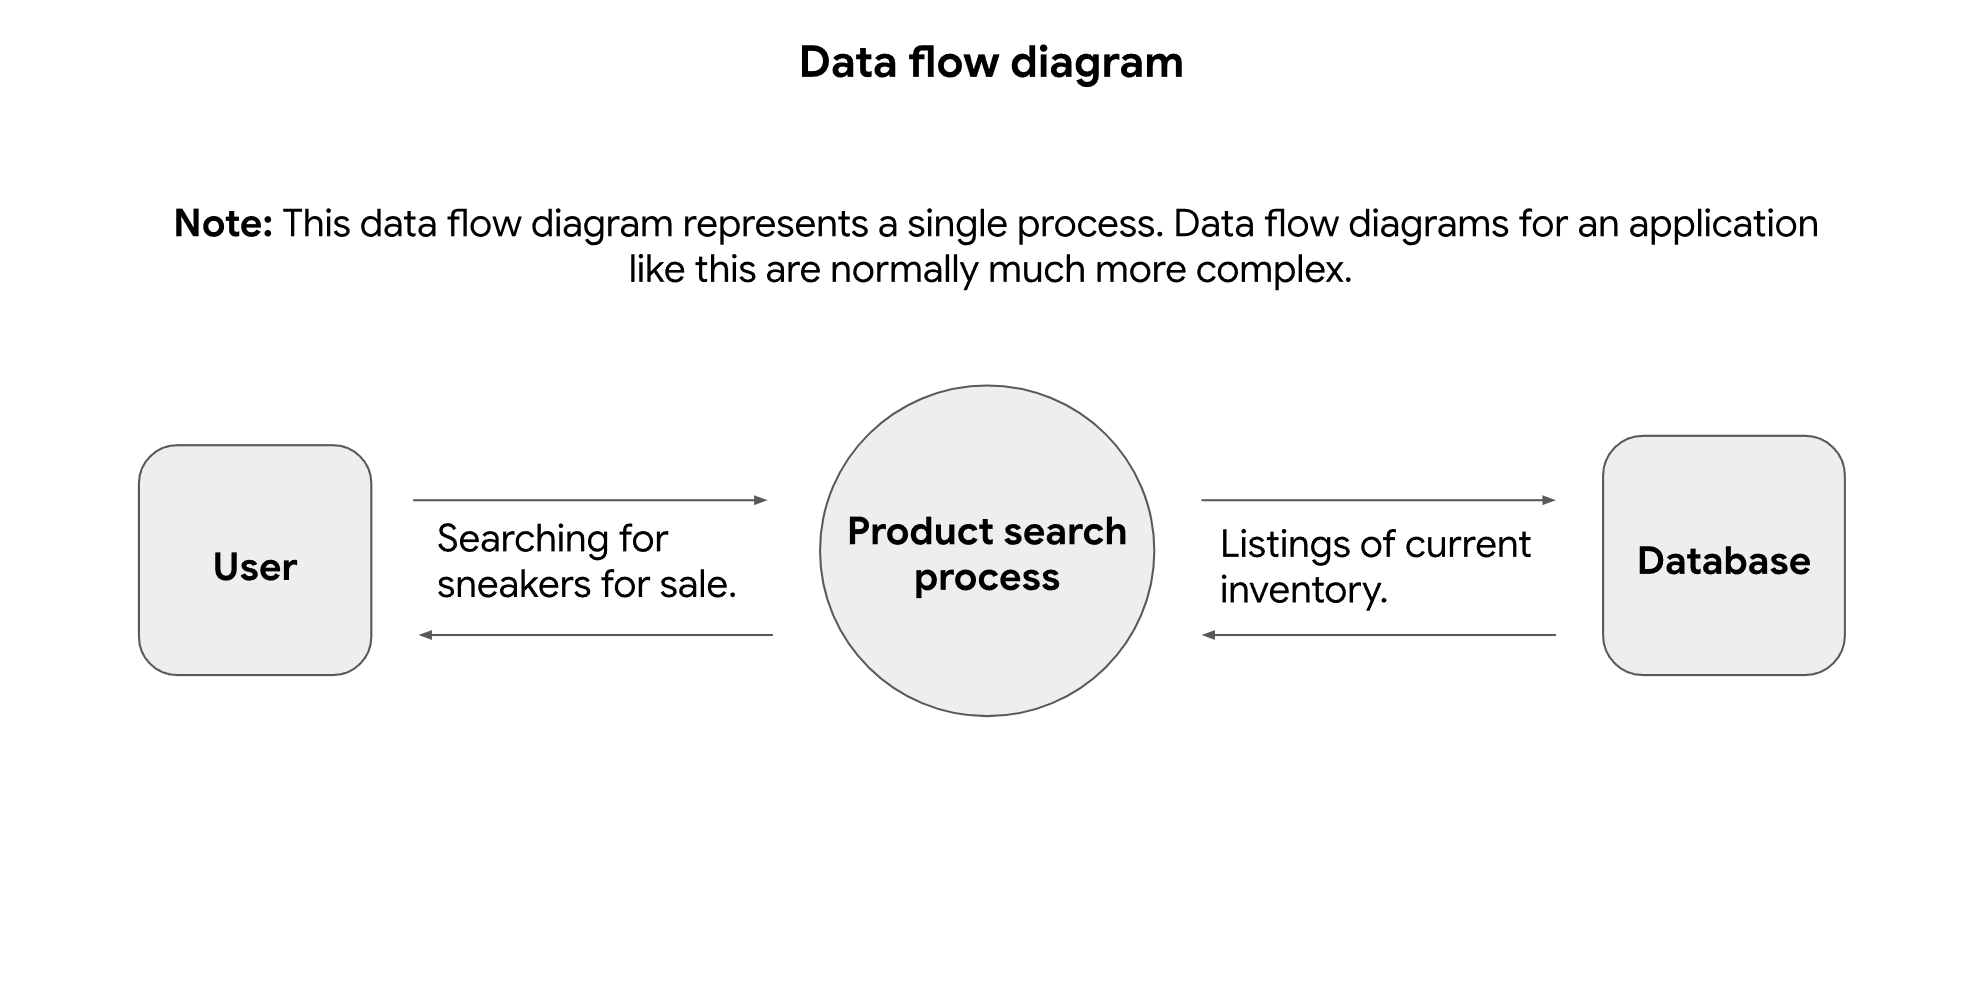 Data flow diagram
Note: This data flow diagram represents a single process. Data flow diagrams for an application
like this are normally much more complex.
User
Searching for
sneakers for sale.
Product search
process
Listings of current
inventory.
Database